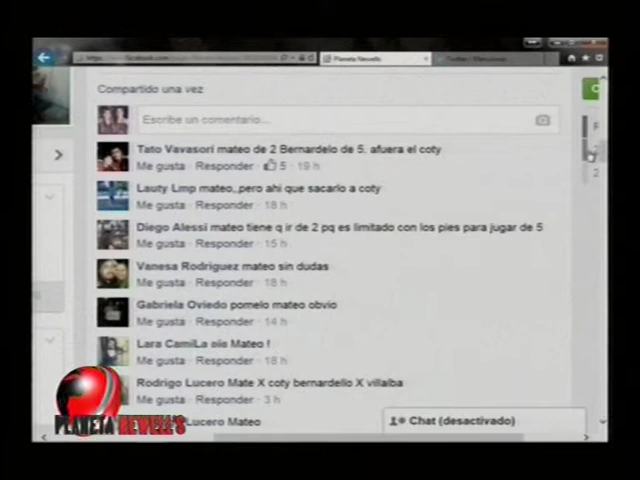 Planeta Newells
Compartido una vez
Escribe un comentario...
Tato Vavasori mateo de 2 Bernardelo de 5. afuera el coty
Me gusta · Responder · 5 · 19 h
Lauty Lmp mateo,,pero ahi que sacarlo a coty
Me gusta · Responder · 18 h
Diego Alessi mateo tiene q ir de 2 pq es limitado con los pies para jugar de 5
Me gusta · Responder · 15 h
Vanesa Rodriguez mateo sin dudas
Me gusta · Responder · 18 h
Gabriela Oviedo pomelo mateo obvio
Me gusta · Responder · 14 h
Lara CamiLa Mateo !
Me gusta · Responder · 18 h
Rodrigo Lucero Mate X coty bernardello X villalba
Me gusta · Responder · 3 h
Lucero Mateo
Chat (desactivado)
PLANETA NEWELL'S